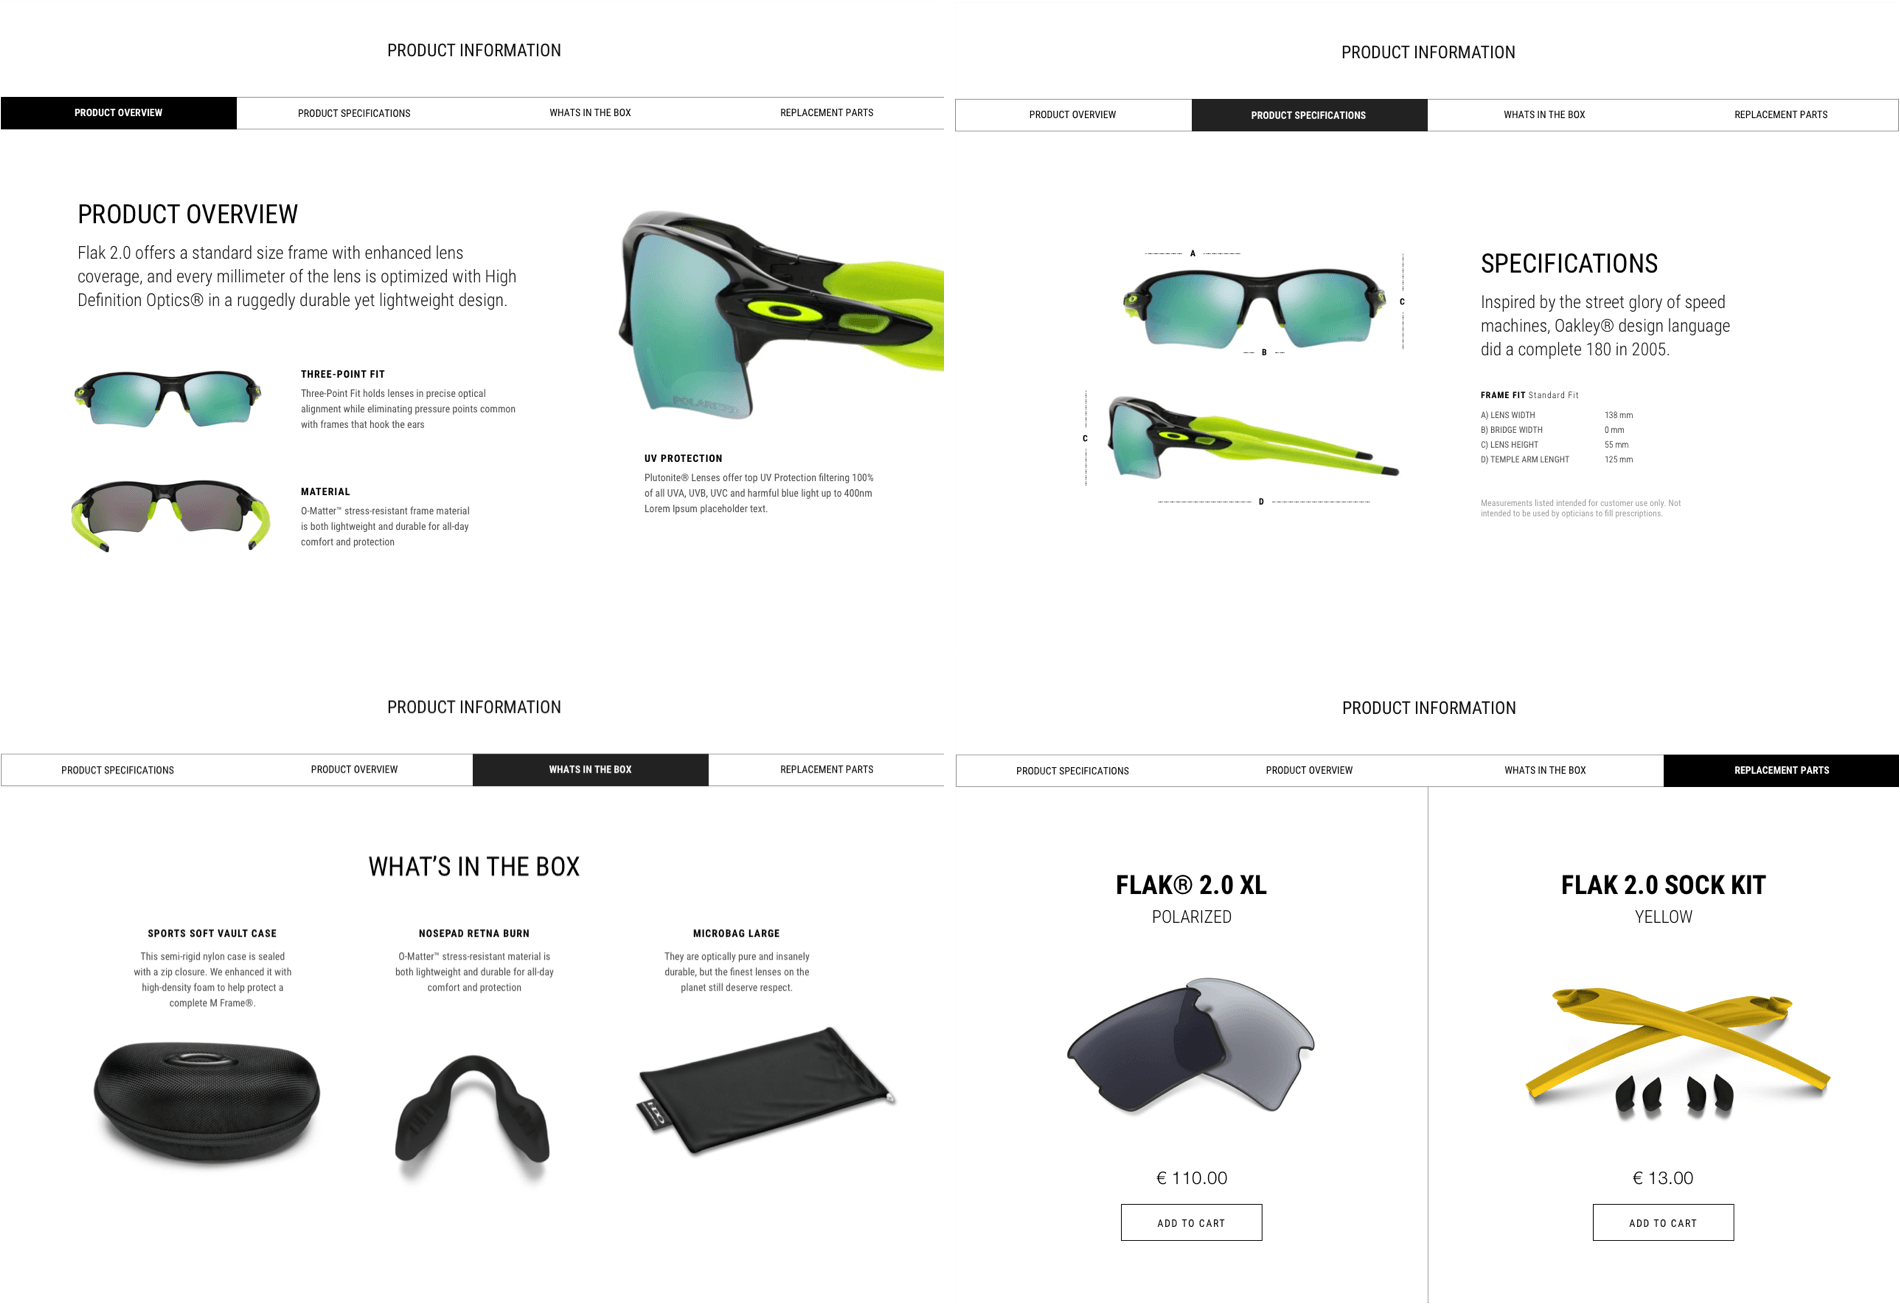 PRODUCT INFORMATION
PRODUCT OVERVIEW
PRODUCT SPECIFICATIONS
WHATS IN THE BOX
REPLACEMENT PARTS
PRODUCT OVERVIEW
Flak 2.0 offers a standard size frame with enhanced lens
coverage, and every millimeter of the lens is optimized with High
Definition Optics® in a ruggedly durable yet lightweight design.
THREE-POINT FIT
Three-Point Fit holds lenses in precise optical
alignment while eliminating pressure points common
with frames that hook the ears
MATERIAL
O-Matter™ stress-resistant frame material
is both lightweight and durable for all-day
comfort and protection
POLARIZED
UV PROTECTION
Plutonite® Lenses offer top UV Protection filtering 100%
of all UVA, UVB, UVC and harmful blue light up to 400nm
Lorem Ipsum placeholder text.
PRODUCT INFORMATION
PRODUCT OVERVIEW
PRODUCT SPECIFICATIONS
WHATS IN THE BOX
REPLACEMENT PARTS
A
C
B
C
D
SPECIFICATIONS
Inspired by the street glory of speed
machines, Oakley® design language
did a complete 180 in 2005.
FRAME FIT Standard Fit
A) LENS WIDTH 138 mm
B) BRIDGE WIDTH 0 mm
C) LENS HEIGHT 55 mm
D) TEMPLE ARM LENGHT 125 mm
Measurements listed intended for customer use only. Not
intended to be used by opticians to fill prescriptions.
PRODUCT INFORMATION
PRODUCT SPECIFICATIONS
PRODUCT OVERVIEW
WHATS IN THE BOX
REPLACEMENT PARTS
WHAT'S IN THE BOX
SPORTS SOFT VAULT CASE
This semi-rigid nylon case is sealed
with a zip closure. We enhanced it with
high-density foam to help protect a
complete M Frame®.
NOSEPAD RETNA BURN
O-Matter™ stress-resistant material is
both lightweight and durable for all-day
comfort and protection
MICROBAG LARGE
They are optically pure and insanely
durable, but the finest lenses on the
planet still deserve respect.
PRODUCT INFORMATION
PRODUCT SPECIFICATIONS
PRODUCT OVERVIEW
WHATS IN THE BOX
REPLACEMENT PARTS
FLAK® 2.0 XL
POLARIZED
€ 110.00
ADD TO CART
FLAK 2.0 SOCK KIT
YELLOW
€ 13.00
ADD TO CART